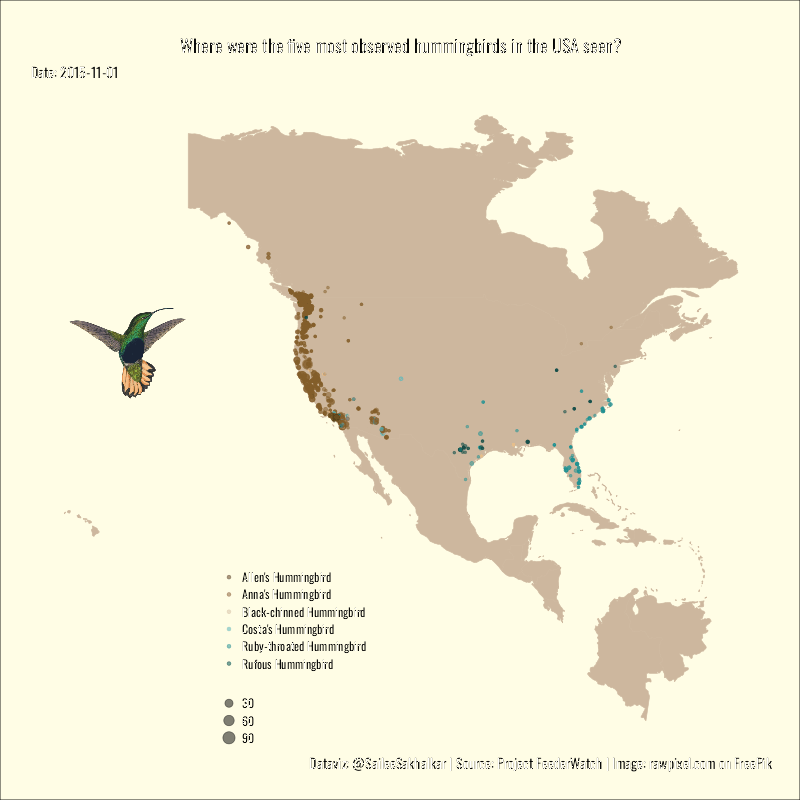 Where were the five most observed hummingbirds in the USA seen?
Date: 2015-11-01
Allen's Hummingbird
Anna's Hummingbird
Black-chinned Hummingbird
Costa's Hummingbird
Ruby-throated Hummingbird
Rufous Hummingbird
30
60
90
Dataviz: @SaileeSakhalkar | Source: Project FeederWatch | Image: rawpixel.com on FreePik